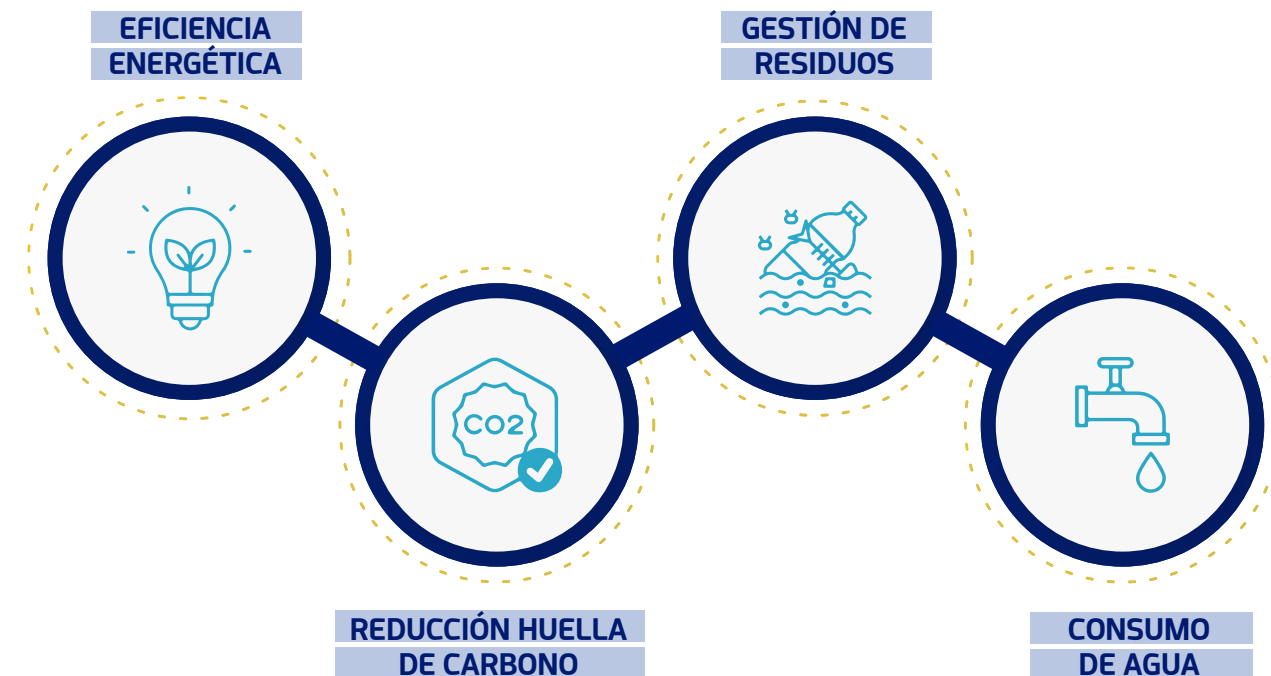 EFICIENCIA
ENERGÉTICA
GESTIÓN DE
RESIDUOS
CO2
REDUCCIÓN HUELLA
DE CARBONO
CONSUMO
DE AGUA